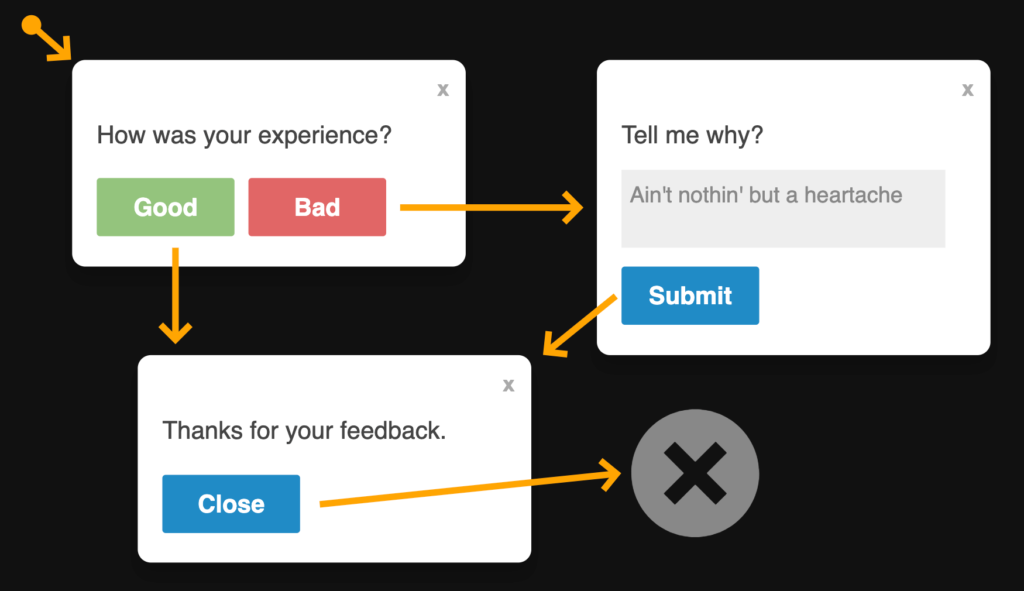 x
How was your experience?
Good Bad
x
Tell me why?
Ain't nothin' but a heartache
Submit
x
Thanks for your feedback.
Close